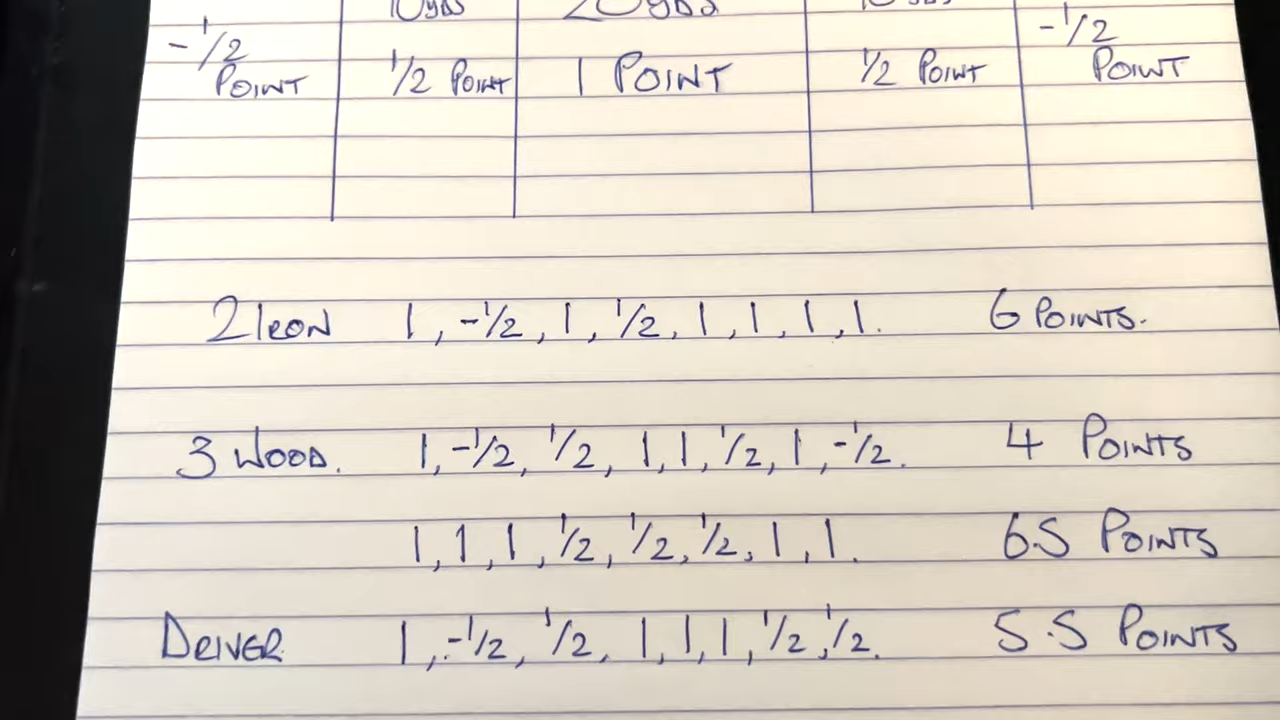 10yds 20yds 10yds
-1/2 POINT 1/2 POINT 1 POINT 1/2 POINT -1/2 POINT
2 IRON 1, -1/2, 1, 1/2, 1, 1, 1, 1. 6 POINTS.
3 WOOD. 1, -1/2, 1/2, 1, 1, 1/2, 1, -1/2. 4 POINTS
1, 1, 1, 1/2, 1/2, 1/2, 1, 1. 6.5 POINTS
DRIVER 1, -1/2, 1/2, 1, 1, 1, 1/2, 1/2. 5.5 POINTS